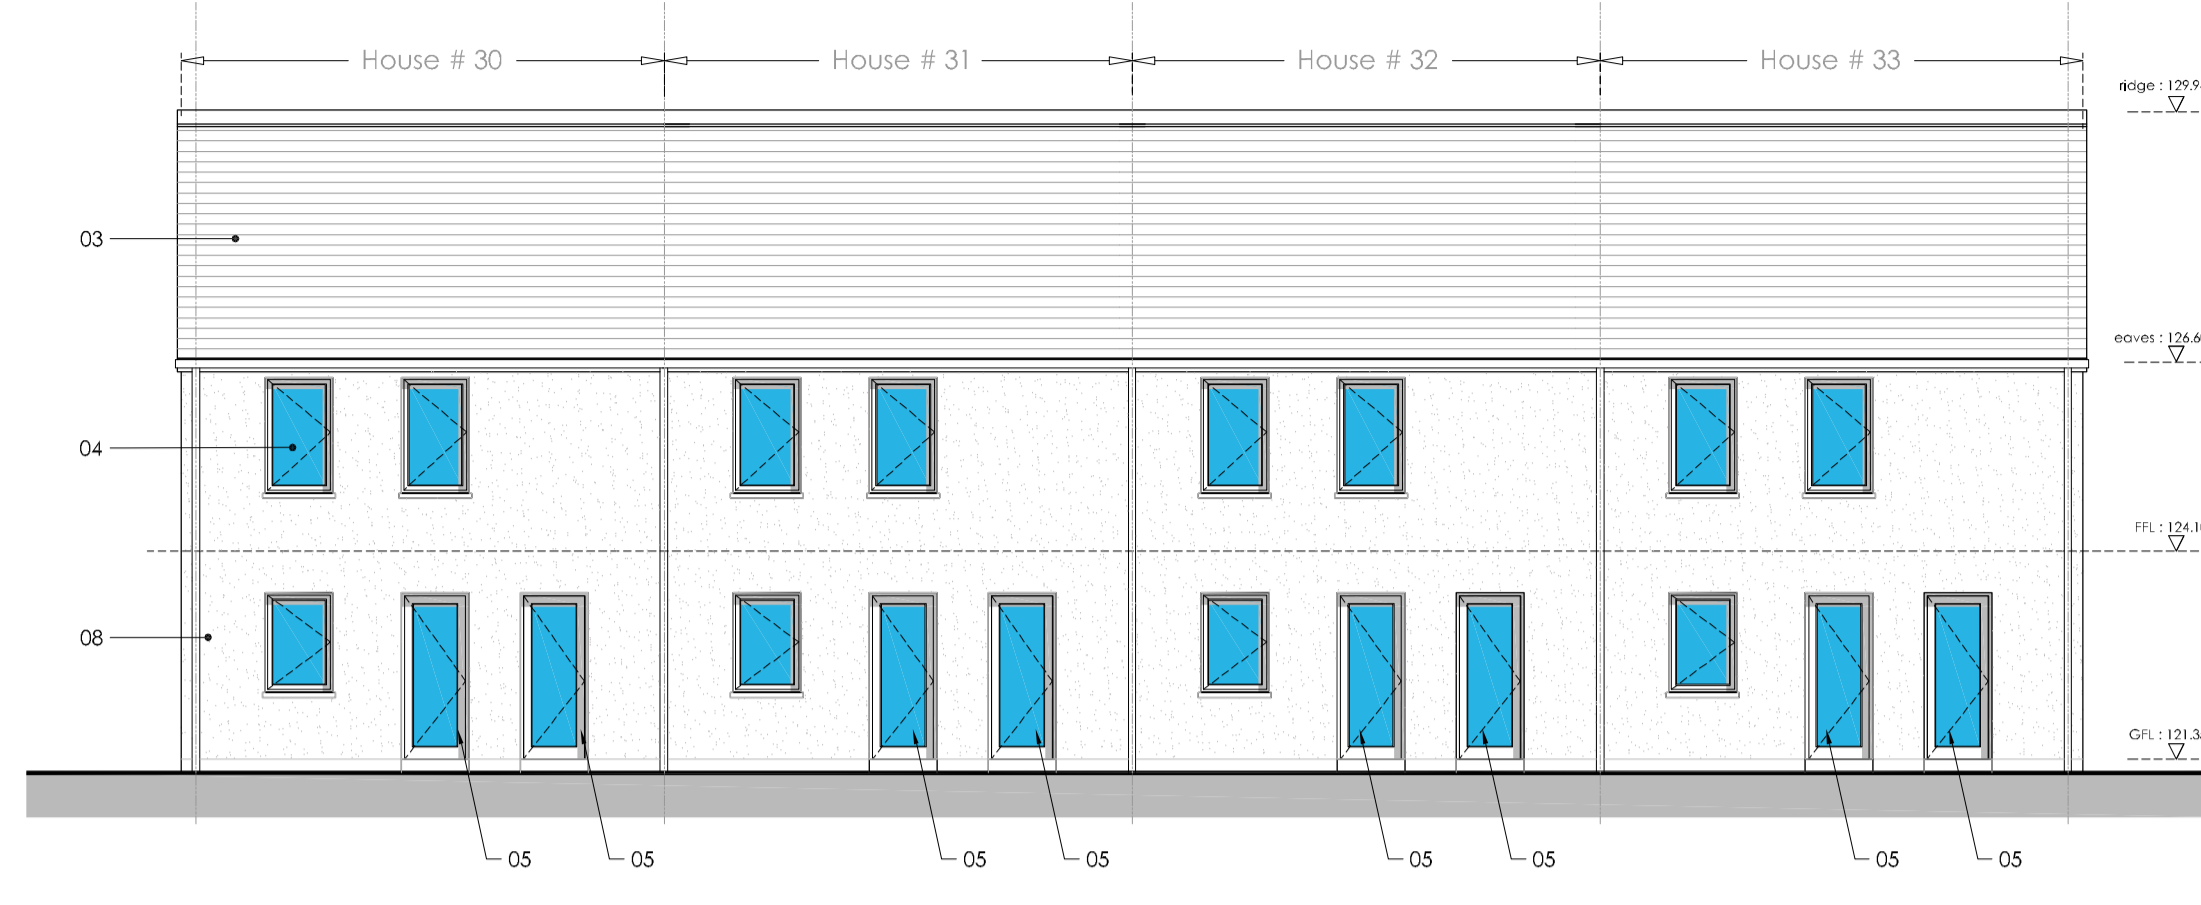 House # 30
House # 31
House # 32
House # 33
ridge : 129.9
03
eaves : 126.6
04
FFL : 124.1
08
GFL : 121.3
05
05
05
05
05
05
05
05